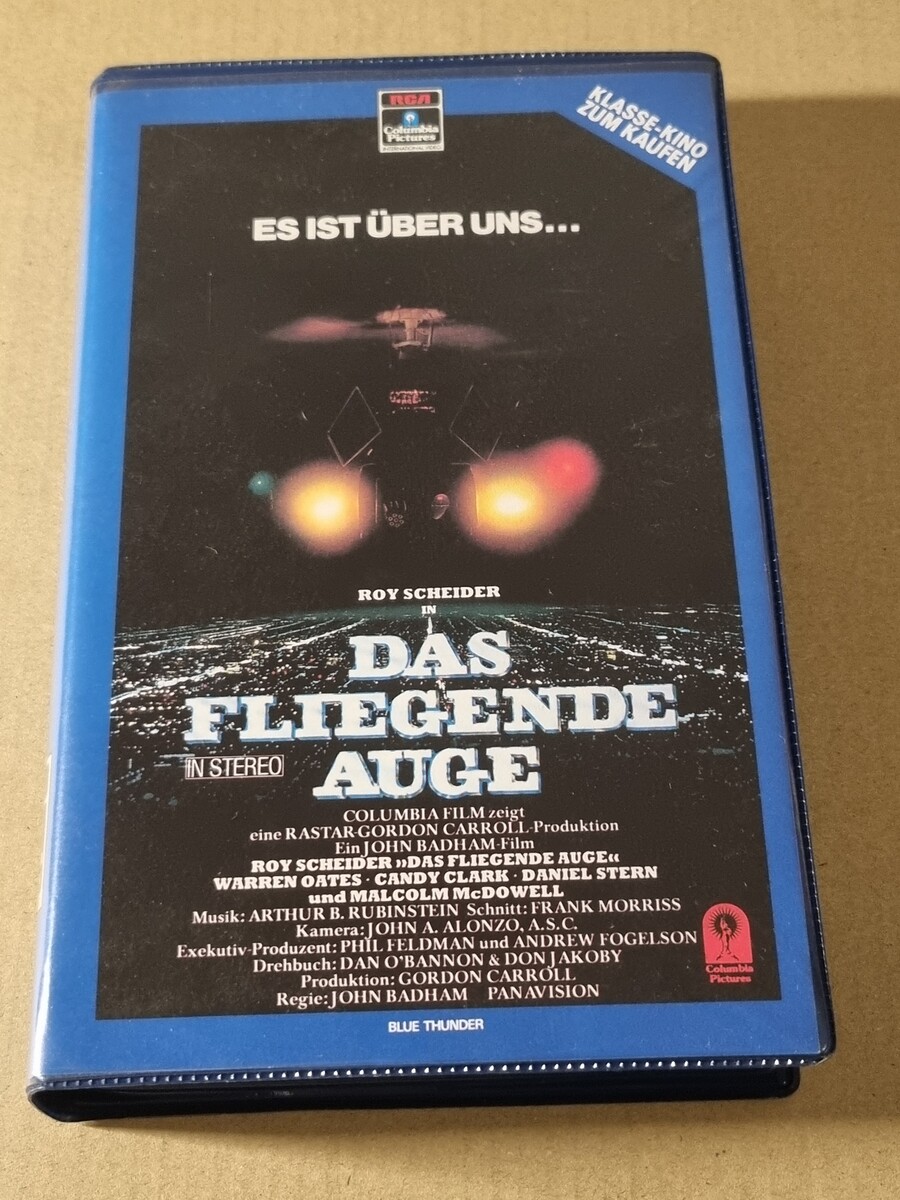 RCA
Columbia
Pictures
INTERNATIONAL VIDEO
KLASSE-KINO
ZUM KAUFEN
ES IST ÜBER UNS...
ROY SCHEIDER
IN
DAS
FLIEGENDE
AUGE
IN STEREO
COLUMBIA FILM zeigt
eine RASTAR-GORDON CARROLL-Produktion
Ein JOHN BADHAM-Film
ROY SCHEIDER »DAS FLIEGENDE AUGE«
WARREN OATES · CANDY CLARK · DANIEL STERN
und MALCOLM McDOWELL
Musik: ARTHUR B. RUBINSTEIN Schnitt: FRANK MORRISS
Kamera: JOHN A. ALONZO, A.S.C.
Exekutiv-Produzent: PHIL FELDMAN und ANDREW FOGELSON
Drehbuch: DAN O'BANNON & DON JAKOBY
Produktion: GORDON CARROLL
Regie: JOHN BADHAM PANAVISION
Columbia
Pictures
BLUE THUNDER